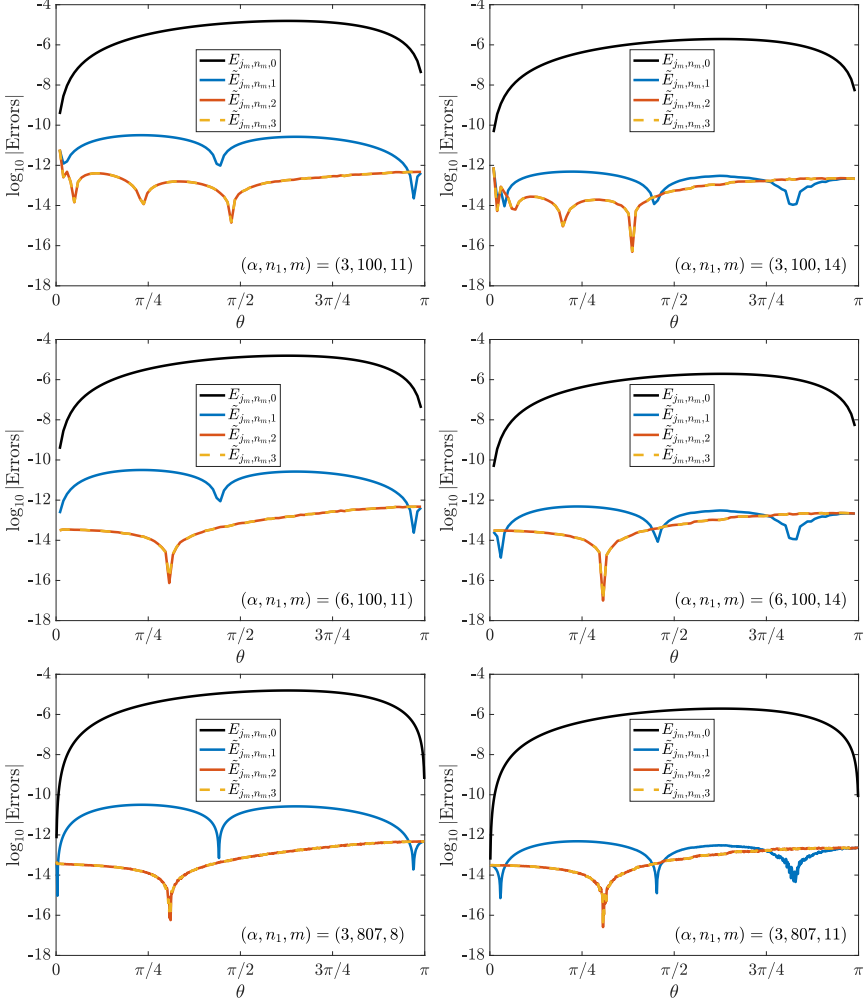 -4
-6
-8
-10
-12
-14
-16
-18
log₁₀ |Errors|
E_{j_m,n_m,0}
Ẽ_{j_m,n_m,1}
Ẽ_{j_m,n_m,2}
Ẽ_{j_m,n_m,3}
(α, n₁, m) = (3, 100, 11)
0 π/4 π/2 3π/4 π
θ
-4
-6
-8
-10
-12
-14
-16
-18
log₁₀ |Errors|
E_{j_m,n_m,0}
Ẽ_{j_m,n_m,1}
Ẽ_{j_m,n_m,2}
Ẽ_{j_m,n_m,3}
(α, n₁, m) = (3, 100, 14)
0 π/4 π/2 3π/4 π
θ
-4
-6
-8
-10
-12
-14
-16
-18
log₁₀ |Errors|
E_{j_m,n_m,0}
Ẽ_{j_m,n_m,1}
Ẽ_{j_m,n_m,2}
Ẽ_{j_m,n_m,3}
(α, n₁, m) = (6, 100, 11)
0 π/4 π/2 3π/4 π
θ
-4
-6
-8
-10
-12
-14
-16
-18
log₁₀ |Errors|
E_{j_m,n_m,0}
Ẽ_{j_m,n_m,1}
Ẽ_{j_m,n_m,2}
Ẽ_{j_m,n_m,3}
(α, n₁, m) = (6, 100, 14)
0 π/4 π/2 3π/4 π
θ
-4
-6
-8
-10
-12
-14
-16
-18
log₁₀ |Errors|
E_{j_m,n_m,0}
Ẽ_{j_m,n_m,1}
Ẽ_{j_m,n_m,2}
Ẽ_{j_m,n_m,3}
(α, n₁, m) = (3, 807, 8)
0 π/4 π/2 3π/4 π
θ
-4
-6
-8
-10
-12
-14
-16
-18
log₁₀ |Errors|
E_{j_m,n_m,0}
Ẽ_{j_m,n_m,1}
Ẽ_{j_m,n_m,2}
Ẽ_{j_m,n_m,3}
(α, n₁, m) = (3, 807, 11)
0 π/4 π/2 3π/4 π
θ